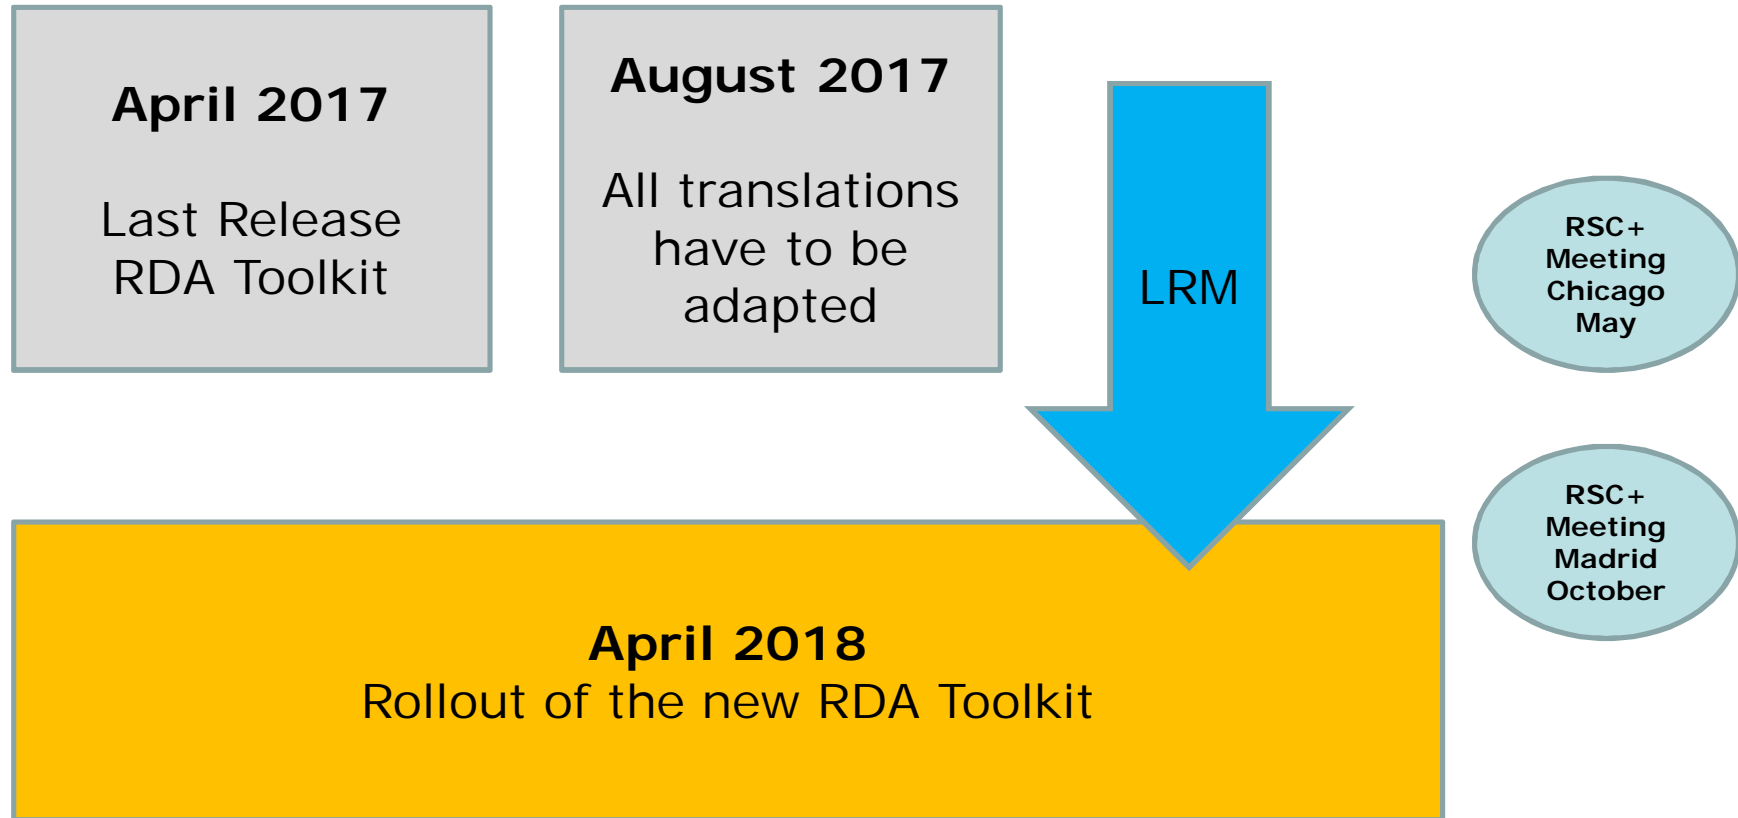 April 2017
Last Release
RDA Toolkit
August 2017
All translations
have to be
adapted
LRM
RSC+
Meeting
Chicago
May
RSC+
Meeting
Madrid
October
April 2018
Rollout of the new RDA Toolkit